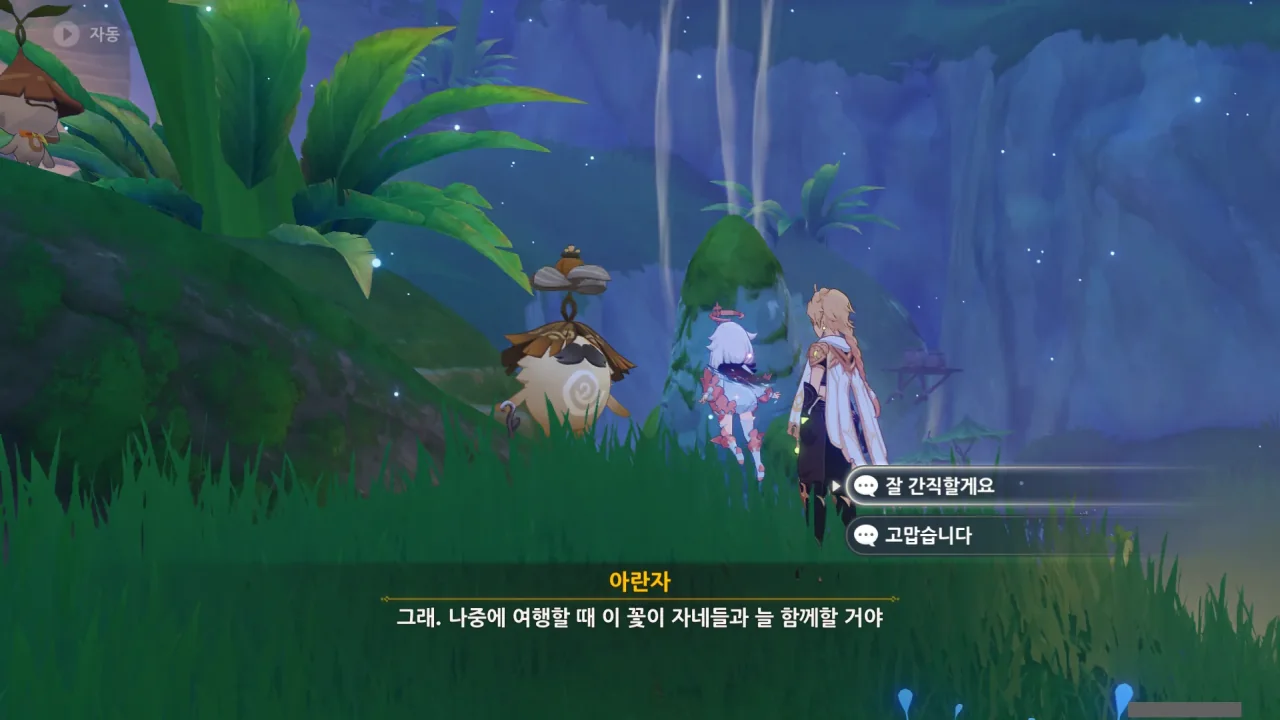 자동
잘 간직할게요
고맙습니다
아란자
그래. 나중에 여행할 때 이 꽃이 자네들과 늘 함께할 거야